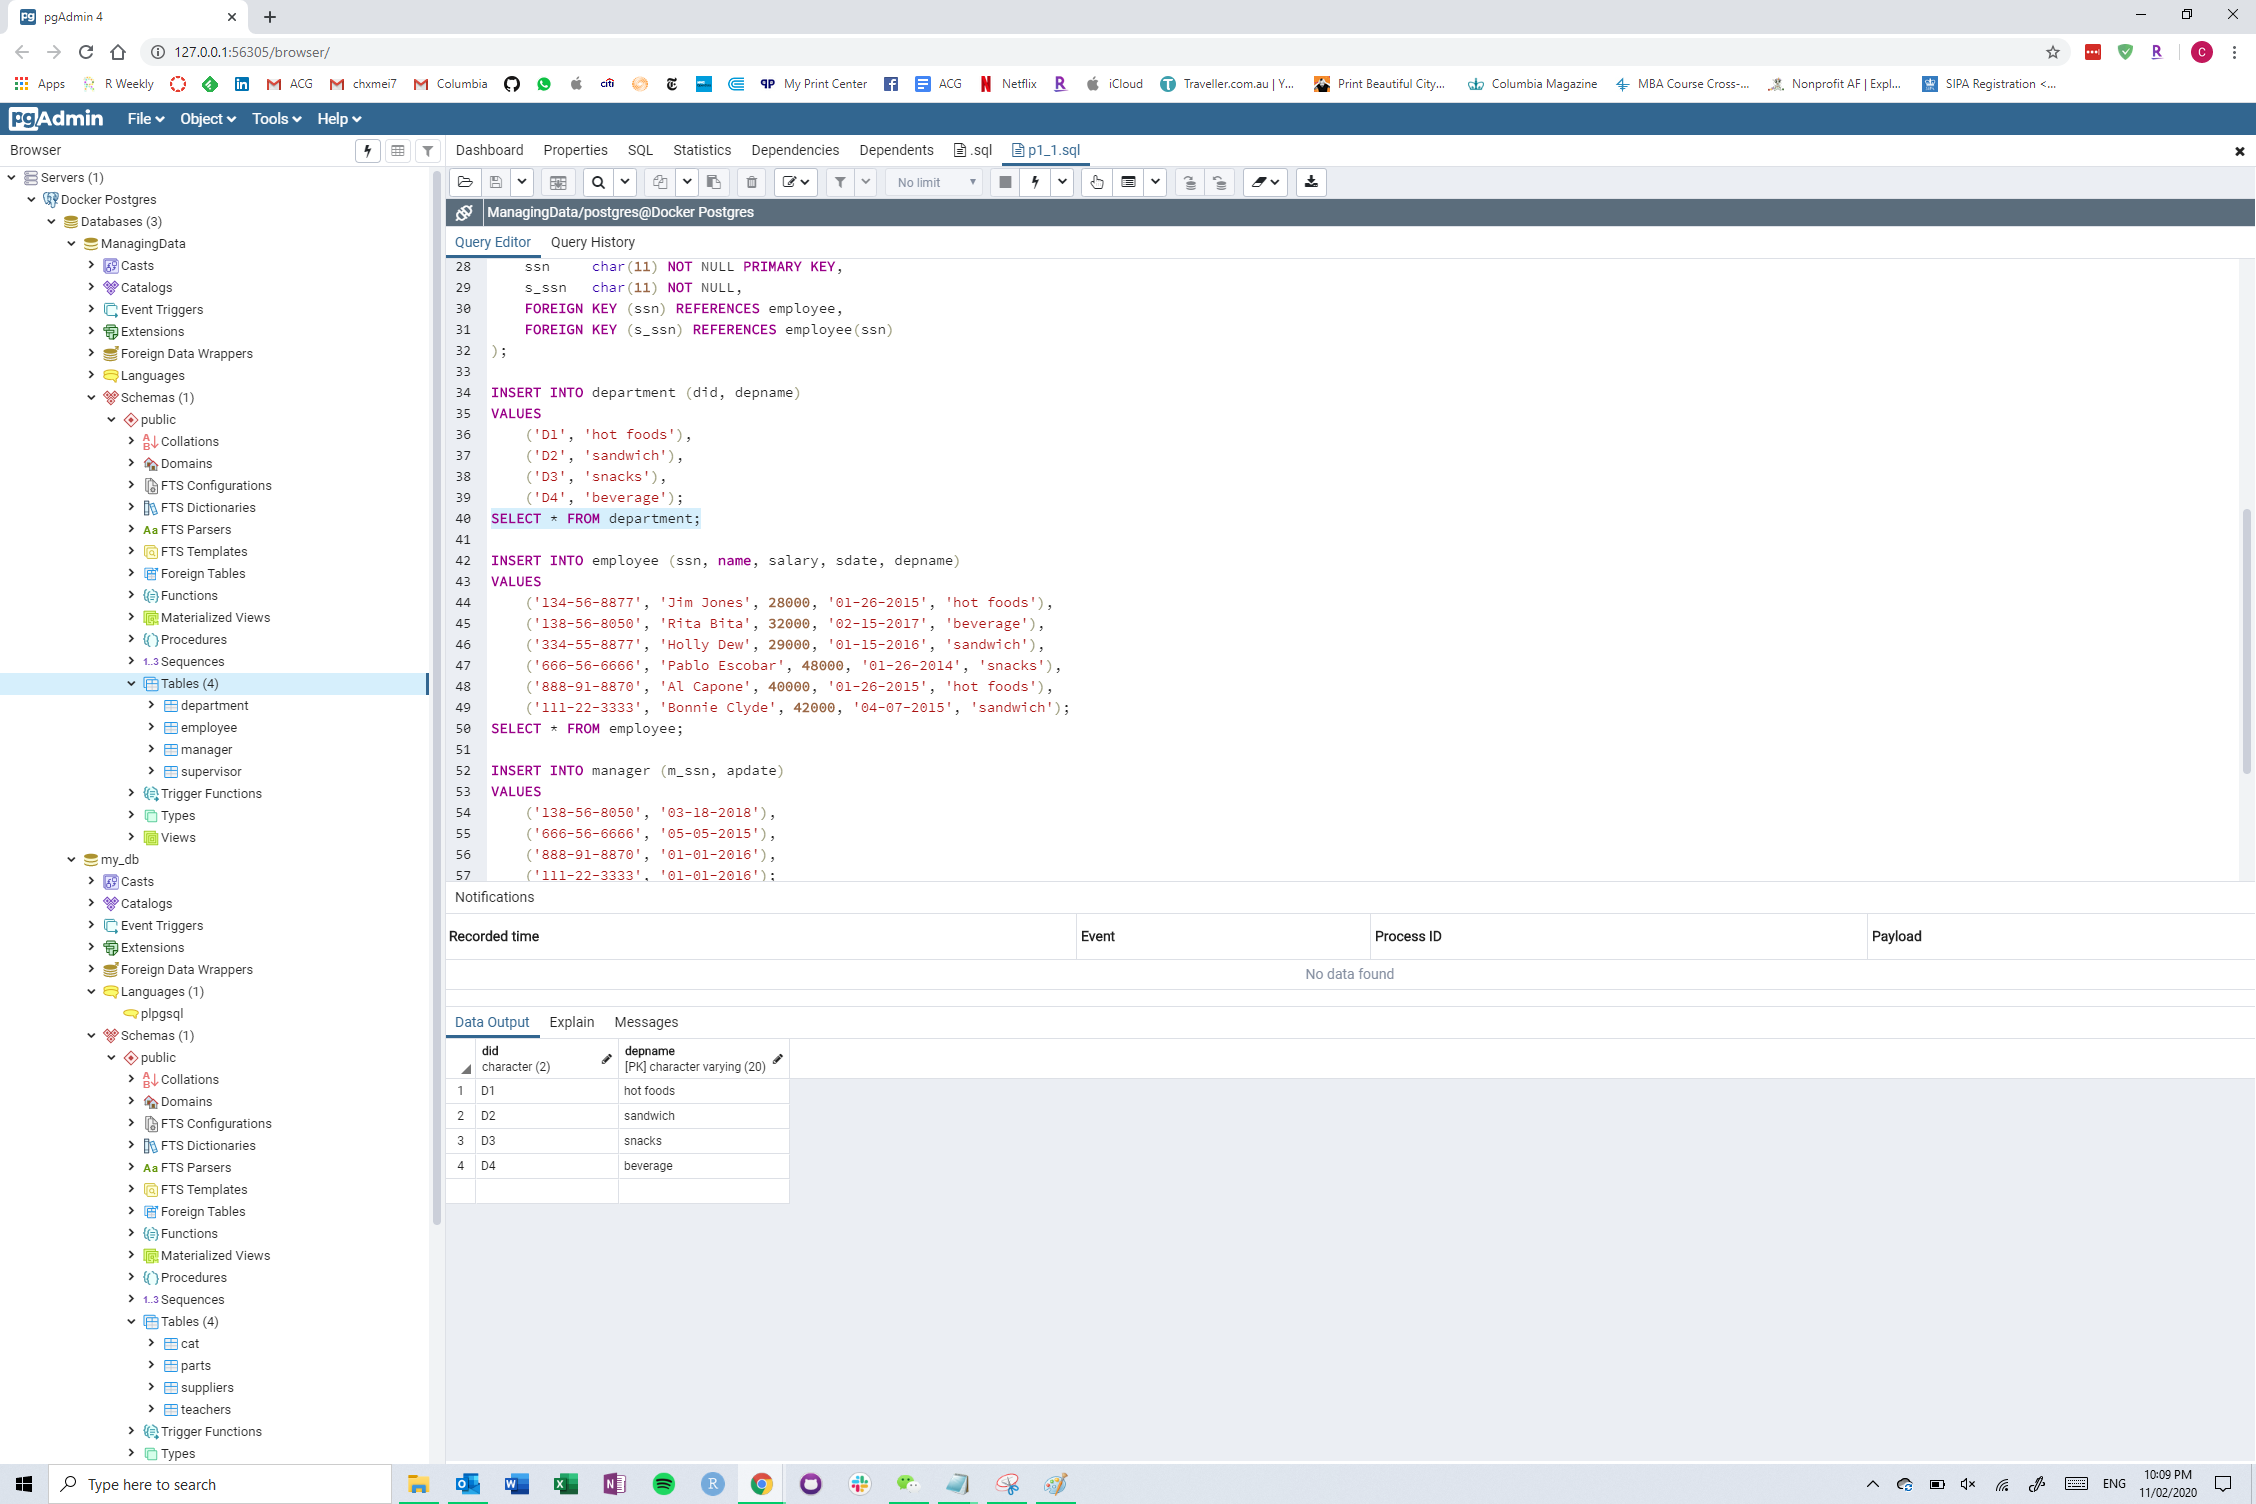 pgAdmin 4
127.0.0.1:56305/browser/
Apps R Weekly ACG chxmei7 Columbia citi My Print Center ACG Netflix iCloud Traveller.com.au | Y... Print Beautiful City... Columbia Magazine MBA Course Cross-... Nonprofit AF | Expl... SIPA Registration <...
pgAdmin File Object Tools Help
Browser
Servers (1)
Docker Postgres
Databases (3)
ManagingData
Casts
Catalogs
Event Triggers
Extensions
Foreign Data Wrappers
Languages
Schemas (1)
public
Collations
Domains
FTS Configurations
FTS Dictionaries
Aa FTS Parsers
FTS Templates
Foreign Tables
Functions
Materialized Views
Procedures
1..3 Sequences
Tables (4)
department
employee
manager
supervisor
Trigger Functions
Types
Views
my_db
Casts
Catalogs
Event Triggers
Extensions
Foreign Data Wrappers
Languages (1)
plpgsql
Schemas (1)
public
Collations
Domains
FTS Configurations
FTS Dictionaries
Aa FTS Parsers
FTS Templates
Foreign Tables
Functions
Materialized Views
Procedures
1..3 Sequences
Tables (4)
cat
parts
suppliers
teachers
Trigger Functions
Types
Dashboard Properties SQL Statistics Dependencies Dependents .sql p1_1.sql
No limit
ManagingData/postgres@Docker Postgres
Query Editor Query History
28 ssn char(11) NOT NULL PRIMARY KEY,
29 s_ssn char(11) NOT NULL,
30 FOREIGN KEY (ssn) REFERENCES employee,
31 FOREIGN KEY (s_ssn) REFERENCES employee(ssn)
32 );
33
34 INSERT INTO department (did, depname)
35 VALUES
36 ('D1', 'hot foods'),
37 ('D2', 'sandwich'),
38 ('D3', 'snacks'),
39 ('D4', 'beverage');
40 SELECT * FROM department;
41
42 INSERT INTO employee (ssn, name, salary, sdate, depname)
43 VALUES
44 ('134-56-8877', 'Jim Jones', 28000, '01-26-2015', 'hot foods'),
45 ('138-56-8050', 'Rita Bita', 32000, '02-15-2017', 'beverage'),
46 ('334-55-8877', 'Holly Dew', 29000, '01-15-2016', 'sandwich'),
47 ('666-56-6666', 'Pablo Escobar', 48000, '01-26-2014', 'snacks'),
48 ('888-91-8870', 'Al Capone', 40000, '01-26-2015', 'hot foods'),
49 ('111-22-3333', 'Bonnie Clyde', 42000, '04-07-2015', 'sandwich');
50 SELECT * FROM employee;
51
52 INSERT INTO manager (m_ssn, apdate)
53 VALUES
54 ('138-56-8050', '03-18-2018'),
55 ('666-56-6666', '05-05-2015'),
56 ('888-91-8870', '01-01-2016'),
57 ('111-22-3333', '01-01-2016');
Notifications
Recorded time Event Process ID Payload
No data found
Data Output Explain Messages
did depname
character (2) [PK] character varying (20)
1 D1 hot foods
2 D2 sandwich
3 D3 snacks
4 D4 beverage
Type here to search
ENG
10:09 PM
11/02/2020